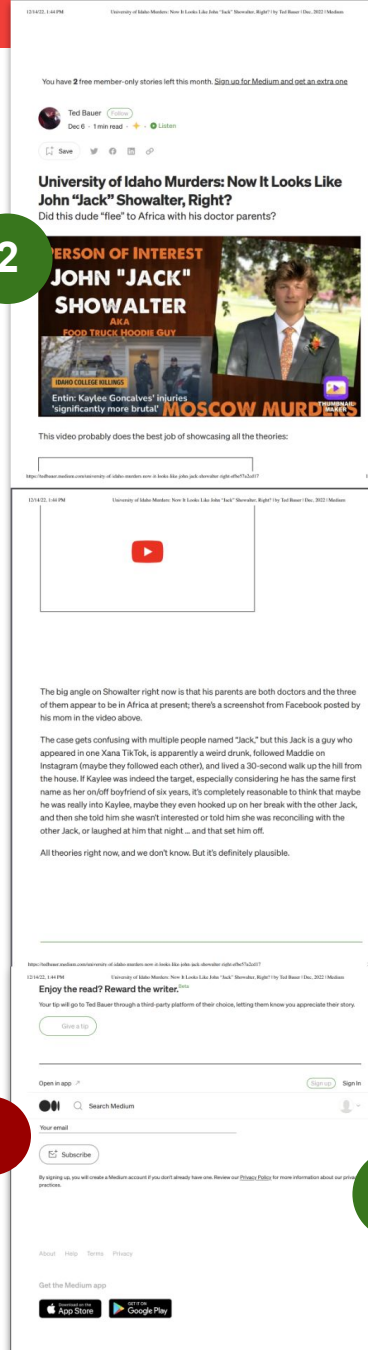 12/14/22, 1:44 PM University of Idaho Murders: Now It Looks Like John "Jack" Showalter, Right? | by Ted Bauer | Dec, 2022 | Medium
You have 2 free member-only stories left this month. Sign up for Medium and get an extra one
Ted Bauer Follow
Dec 6 · 1 min read · Listen
Save
University of Idaho Murders: Now It Looks Like
John “Jack” Showalter, Right?
Did this dude “flee” to Africa with his doctor parents?
2
PERSON OF INTEREST
JOHN "JACK"
SHOWALTER
AKA
FOOD TRUCK HOODIE GUY
IDAHO COLLEGE KILLINGS
Entin: Kaylee Goncalves' injuries
'significantly more brutal'
MOSCOW MURDERS
THUMBNAIL
MAKER
This video probably does the best job of showcasing all the theories:
12/14/22, 1:44 PM University of Idaho Murders: Now It Looks Like John "Jack" Showalter, Right? | by Ted Bauer | Dec, 2022 | Medium
The big angle on Showalter right now is that his parents are both doctors and the three
of them appear to be in Africa at present; there’s a screenshot from Facebook posted by
his mom in the video above.
The case gets confusing with multiple people named “Jack,” but this Jack is a guy who
appeared in one Xana TikTok, is apparently a weird drunk, followed Maddie on
Instagram (maybe they followed each other), and lived a 30-second walk up the hill from
the house. If Kaylee was indeed the target, especially considering he has the same first
name as her on/off boyfriend of six years, it’s completely reasonable to think that maybe
he was really into Kaylee, maybe they even hooked up on her break with the other Jack,
and then she told him she wasn’t interested or told him she was reconciling with the
other Jack, or laughed at him that night ... and that set him off.
All theories right now, and we don’t know. But it’s definitely plausible.
12/14/22, 1:44 PM University of Idaho Murders: Now It Looks Like John "Jack" Showalter, Right? | by Ted Bauer | Dec, 2022 | Medium
Enjoy the read? Reward the writer. Beta
Your tip will go to Ted Bauer through a third-party platform of their choice, letting them know you appreciate their story.
Give a tip
Open in app Sign up Sign In
Search Medium
Your email
Subscribe
By signing up, you will create a Medium account if you don’t already have one. Review our Privacy Policy for more information about our
practices.
About Help Terms Privacy
Get the Medium app
Download on the
App Store
GET IT ON
Google Play